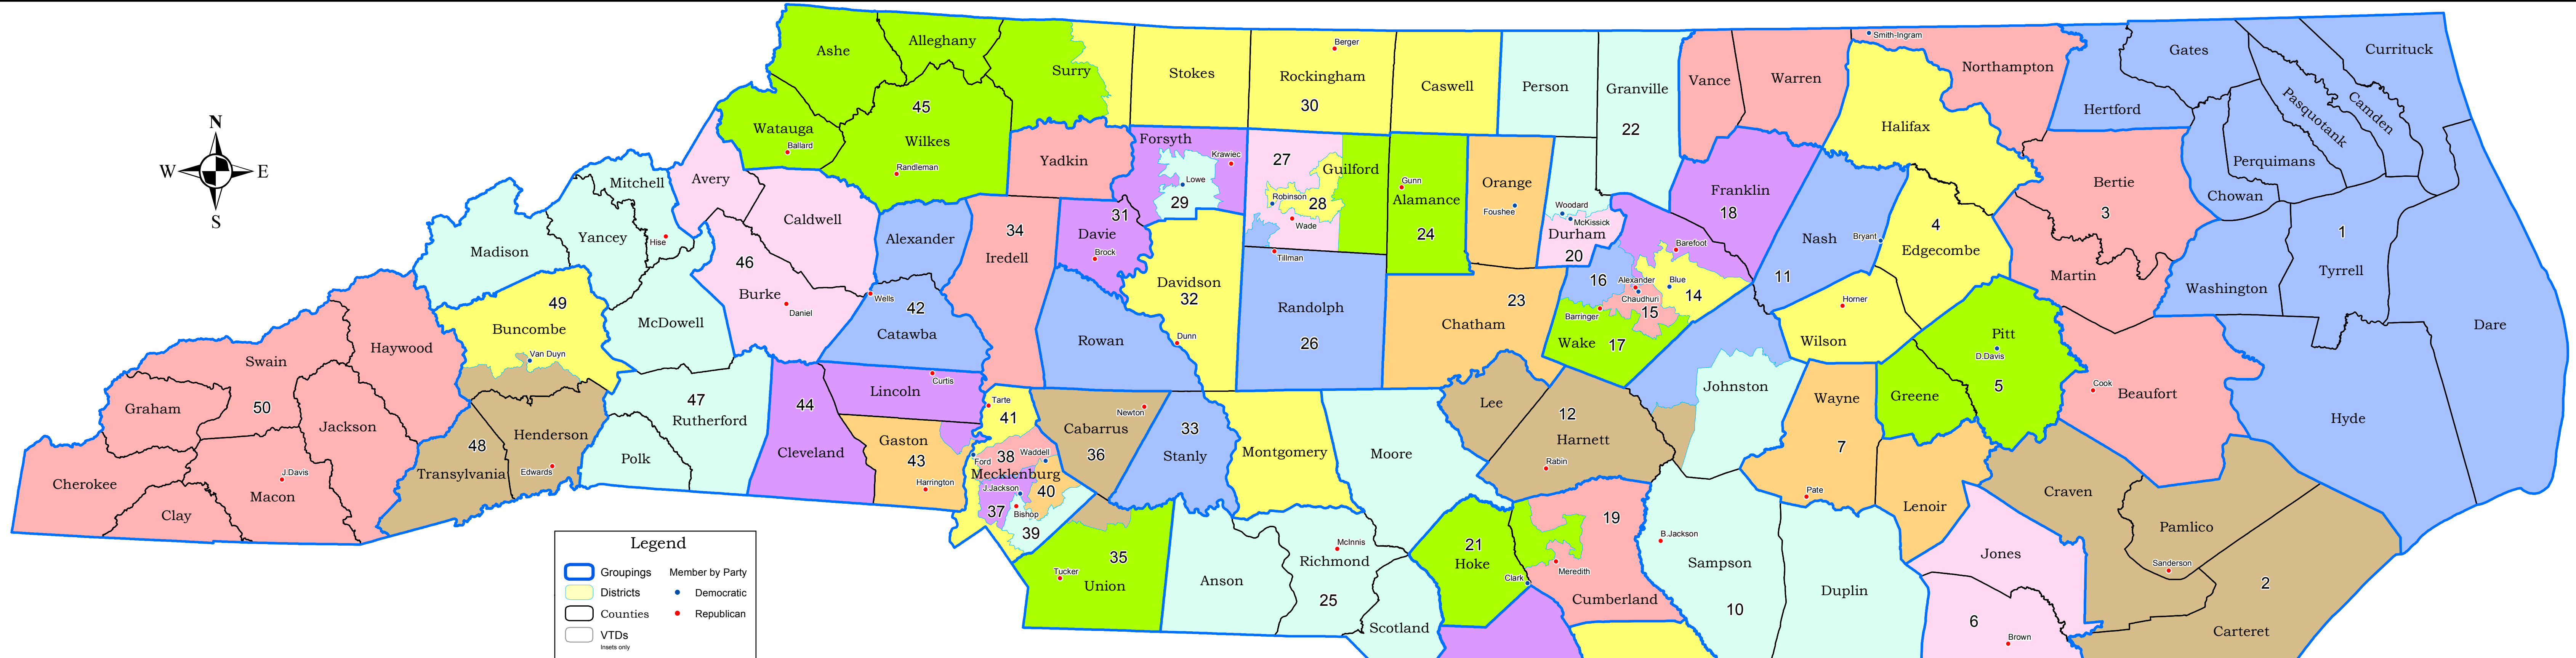 N
W
E
S
Ashe
Alleghany
Surry
Stokes
Berger
Rockingham
30
Caswell
Person
Granville
22
Vance
Warren
Smith-Ingram
Northampton
Halifax
Gates
Currituck
Hertford
Pasquotank
Camden
Perquimans
Chowan
Watauga
Ballard
45
Wilkes
Randleman
Yadkin
Forsyth
Krawiec
Lowe
29
27
Guilford
Robinson
28
Wade
Gunn
Alamance
24
Orange
Foushee
Woodard
McKissick
Durham
20
Franklin
18
Nash
Bryant
11
4
Edgecombe
Bertie
3
Martin
1
Tyrrell
Washington
Dare
Mitchell
Avery
Caldwell
Yancey
Hise
Madison
46
Burke
Daniel
Alexander
Wells
42
Catawba
34
Iredell
31
Davie
Brock
Davidson
32
Dunn
Rowan
Tillman
Randolph
26
23
Chatham
16
Barefoot
Alexander
Blue
Chaudhuri
14
Barringer
15
Wake
17
Horner
Wilson
Pitt
D.Davis
5
Greene
Cook
Beaufort
Hyde
49
Buncombe
Van Duyn
McDowell
Haywood
Swain
Graham
50
Jackson
Cherokee
Clay
J.Davis
Macon
48
Transylvania
Henderson
Edwards
47
Rutherford
Polk
44
Cleveland
Lincoln
Curtis
Gaston
43
Harrington
Tarte
41
Ford
38
Waddell
Mecklenburg
J.Jackson
40
37
Bishop
39
Newton
Cabarrus
36
33
Stanly
Montgomery
Moore
Lee
12
Harnett
Rabin
Johnston
Wayne
7
Pate
Lenoir
Craven
Pamlico
Sanderson
2
Carteret
Jones
6
Brown
35
Tucker
Union
Anson
McInnis
Richmond
25
Scotland
21
Hoke
Clark
19
Meredith
Cumberland
B.Jackson
Sampson
10
Duplin
Legend
Groupings
Member by Party
Districts
Democratic
Counties
Republican
VTDs
Insets only